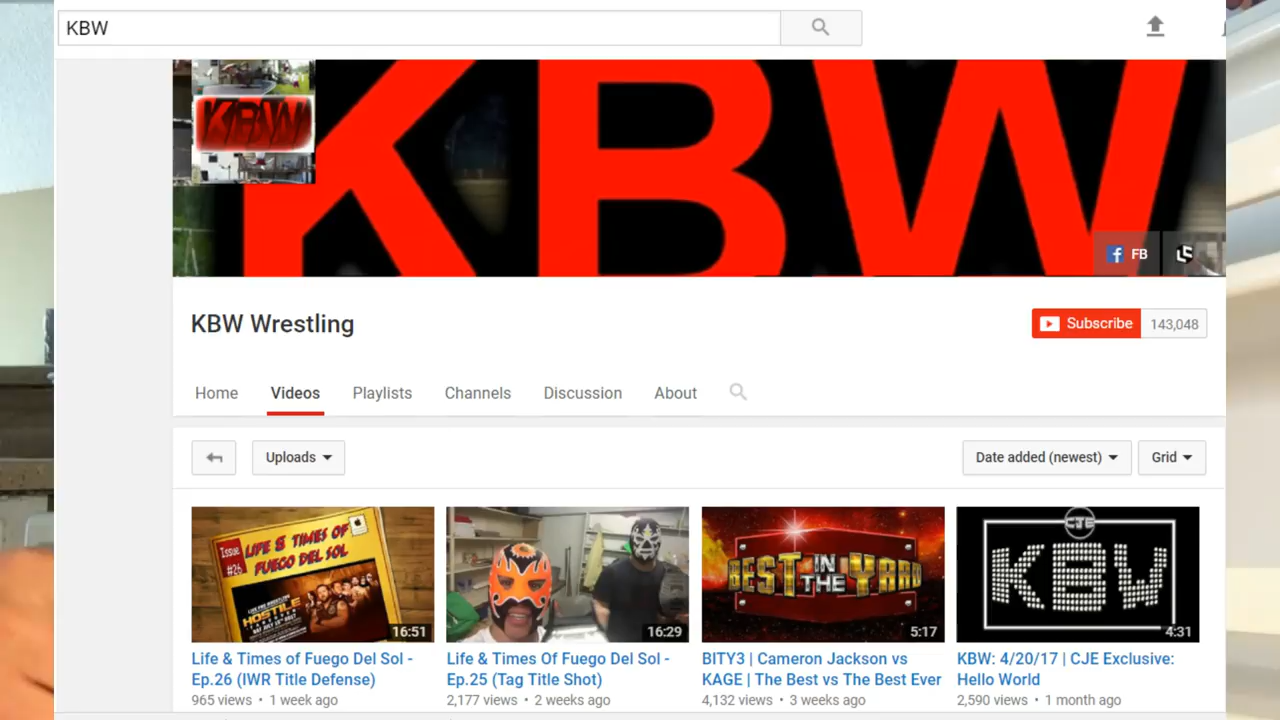 KBW
KBW
KBW
FB
KBW Wrestling
Subscribe 143,048
Home Videos Playlists Channels Discussion About
Uploads
Date added (newest) Grid
Issue #26
LIFE & TIMES OF
FUEGO DEL SOL
HOSTILE
16:51
16:29
BEST IN THE YARD
5:17
CJE
KBW
4:31
Life & Times of Fuego Del Sol -
Ep.26 (IWR Title Defense)
965 views • 1 week ago
Life & Times Of Fuego Del Sol -
Ep.25 (Tag Title Shot)
2,177 views • 2 weeks ago
BITY3 | Cameron Jackson vs
KAGE | The Best vs The Best Ever
4,132 views • 3 weeks ago
KBW: 4/20/17 | CJE Exclusive:
Hello World
2,590 views • 1 month ago